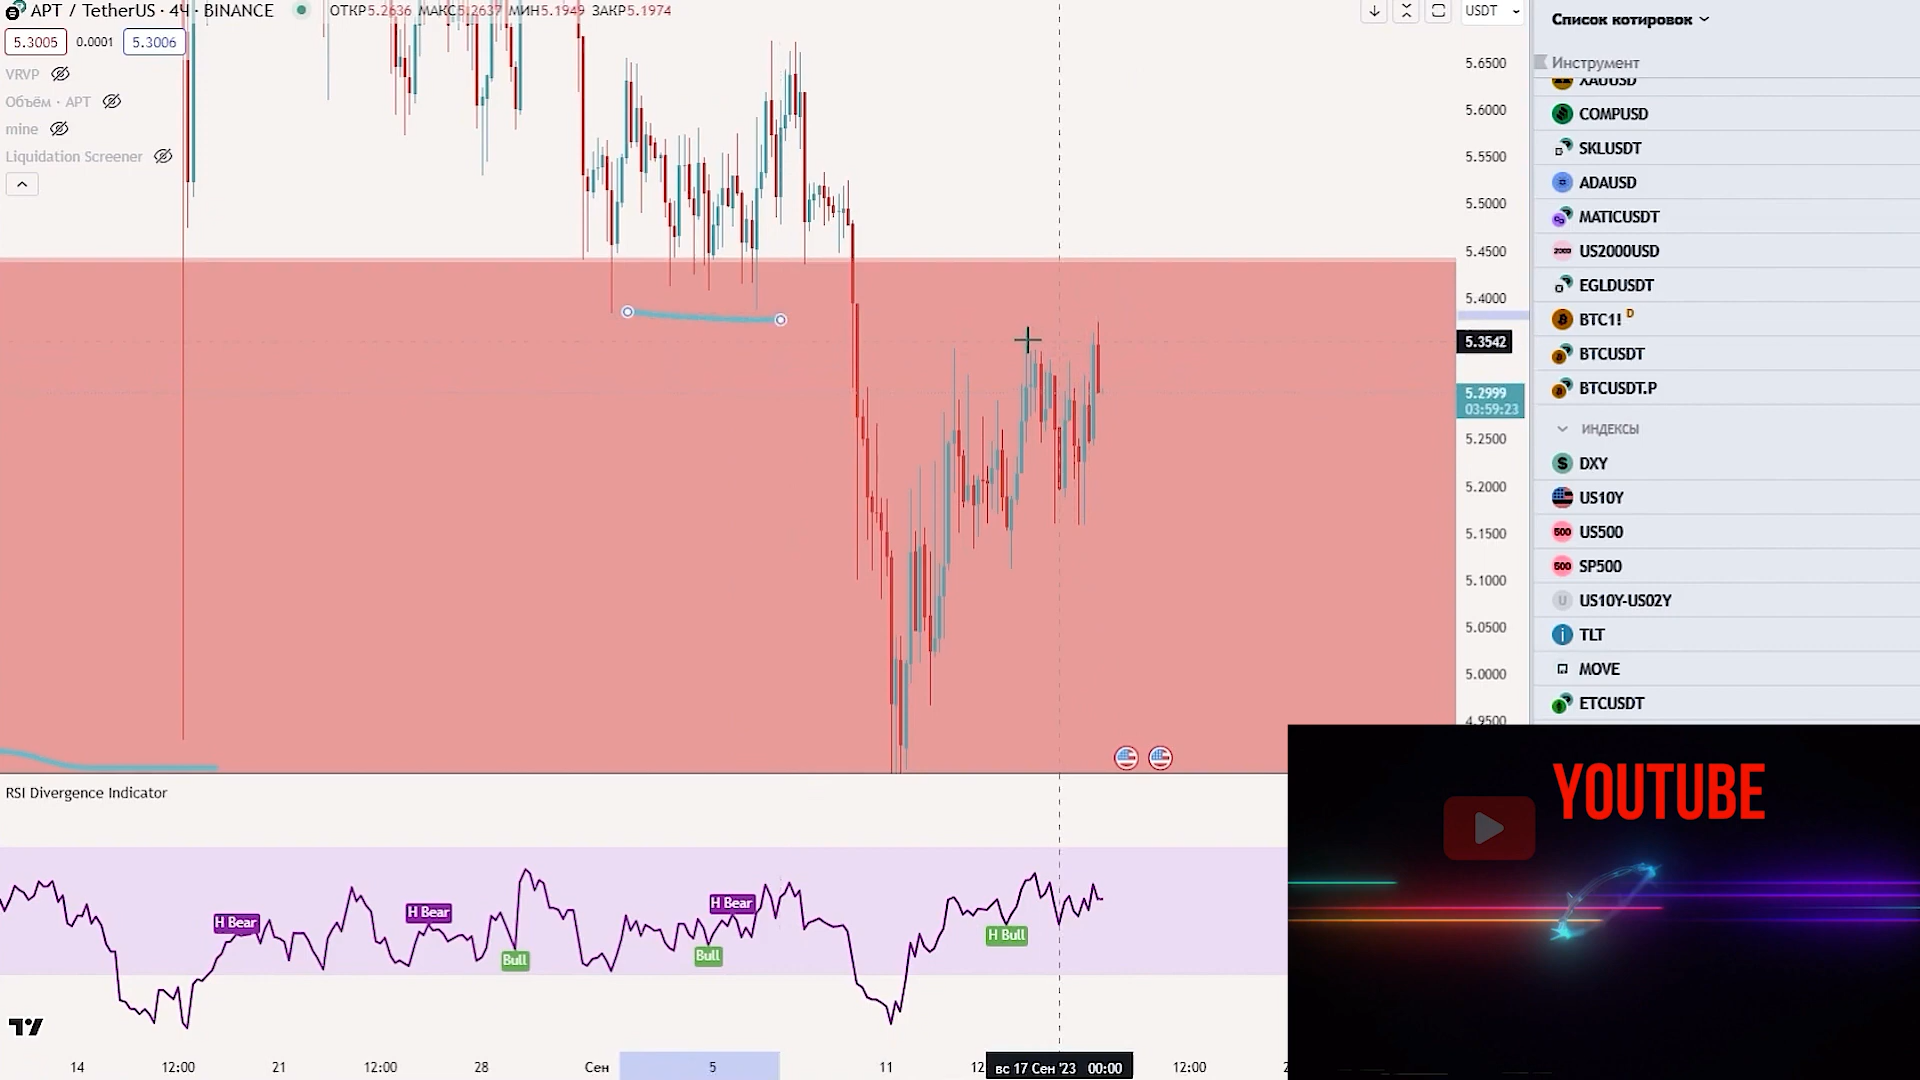 APT / TetherUS · 4Ч · BINANCE ОТКР5.2636 МАКС5.2637 МИН5.1949 ЗАКР5.1974
5.3005 0.0001 5.3006
VRVP
Объём · APT
mine
Liquidation Screener
USDT
5.6500
5.6000
5.5500
5.5000
5.4500
5.4000
5.3542
5.2999
03:59:23
5.2500
5.2000
5.1500
5.1000
5.0500
5.0000
4.9500
Список котировок
Инструмент
XAUUSD
COMPUSD
SKLUSDT
ADAUSD
MATICUSDT
US2000USD
EGLDUSDT
BTC1! D
BTCUSDT
BTCUSDT.P
ИНДЕКСЫ
DXY
US10Y
US500
SP500
US10Y-US02Y
TLT
MOVE
ETCUSDT
RSI Divergence Indicator
H Bear
H Bear
Bull
H Bear
Bull
H Bull
14 12:00 21 12:00 28 Сен 5 11 12 вс 17 Сен '23 00:00 12:00
YOUTUBE